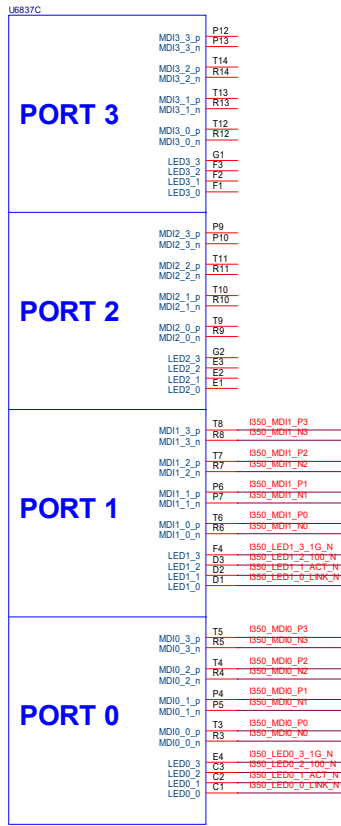 U6837C
PORT 3
MDI3_3_p P12
MDI3_3_n P13
MDI3_2_p T14
MDI3_2_n R14
MDI3_1_p T13
MDI3_1_n R13
MDI3_0_p T12
MDI3_0_n R12
LED3_3 G1
LED3_2 F3
LED3_1 F2
LED3_0 F1
PORT 2
MDI2_3_p P9
MDI2_3_n P10
MDI2_2_p T11
MDI2_2_n R11
MDI2_1_p T10
MDI2_1_n R10
MDI2_0_p T9
MDI2_0_n R9
LED2_3 G2
LED2_2 E3
LED2_1 E2
LED2_0 E1
PORT 1
MDI1_3_p T8 I350_MDI1_P3
MDI1_3_n R8 I350_MDI1_N3
MDI1_2_p T7 I350_MDI1_P2
MDI1_2_n R7 I350_MDI1_N2
MDI1_1_p P6 I350_MDI1_P1
MDI1_1_n P7 I350_MDI1_N1
MDI1_0_p T6 I350_MDI1_P0
MDI1_0_n R6 I350_MDI1_N0
LED1_3 F4 I350_LED1_3_1G_N
LED1_2 D3 I350_LED1_2_100_N
LED1_1 D2 I350_LED1_1_ACT_N
LED1_0 D1 I350_LED1_0_LINK_N
PORT 0
MDI0_3_p T5 I350_MDI0_P3
MDI0_3_n R5 I350_MDI0_N3
MDI0_2_p T4 I350_MDI0_P2
MDI0_2_n R4 I350_MDI0_N2
MDI0_1_p P4 I350_MDI0_P1
MDI0_1_n P5 I350_MDI0_N1
MDI0_0_p T3 I350_MDI0_P0
MDI0_0_n R3 I350_MDI0_N0
LED0_3 E4 I350_LED0_3_1G_N
LED0_2 C3 I350_LED0_2_100_N
LED0_1 C2 I350_LED0_1_ACT_N
LED0_0 C1 I350_LED0_0_LINK_N